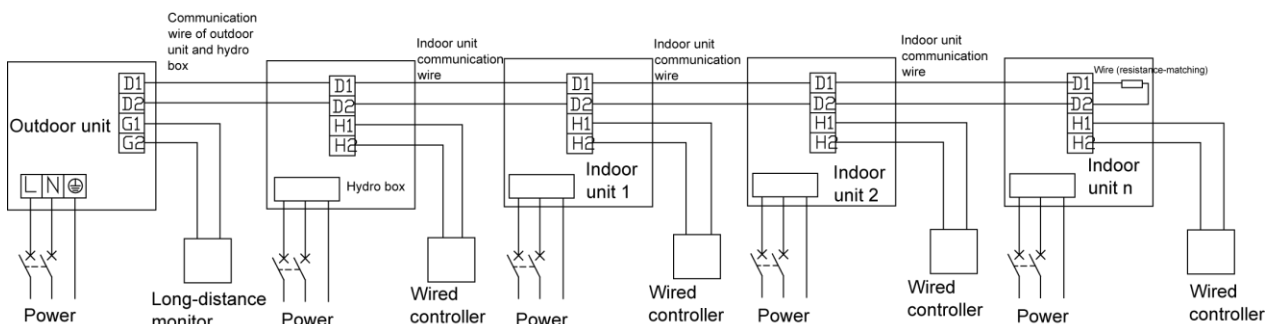 Communication
wire of outdoor
unit and hydro
box
Indoor unit
communication
wire
Indoor unit
communication
wire
Indoor unit
communication
wire
Wire (resistance-matching)
D1
D2
G1
G2
Outdoor unit
L N
D1
D2
H1
H2
Hydro box
D1
D2
H1
H2
Indoor
unit 1
D1
D2
H1
H2
Indoor
unit 2
D1
D2
H1
H2
Indoor
unit n
Power
Long-distance
monitor
Power
Wired
controller
Power
Wired
controller
Power
Wired
controller
Power
Wired
controller